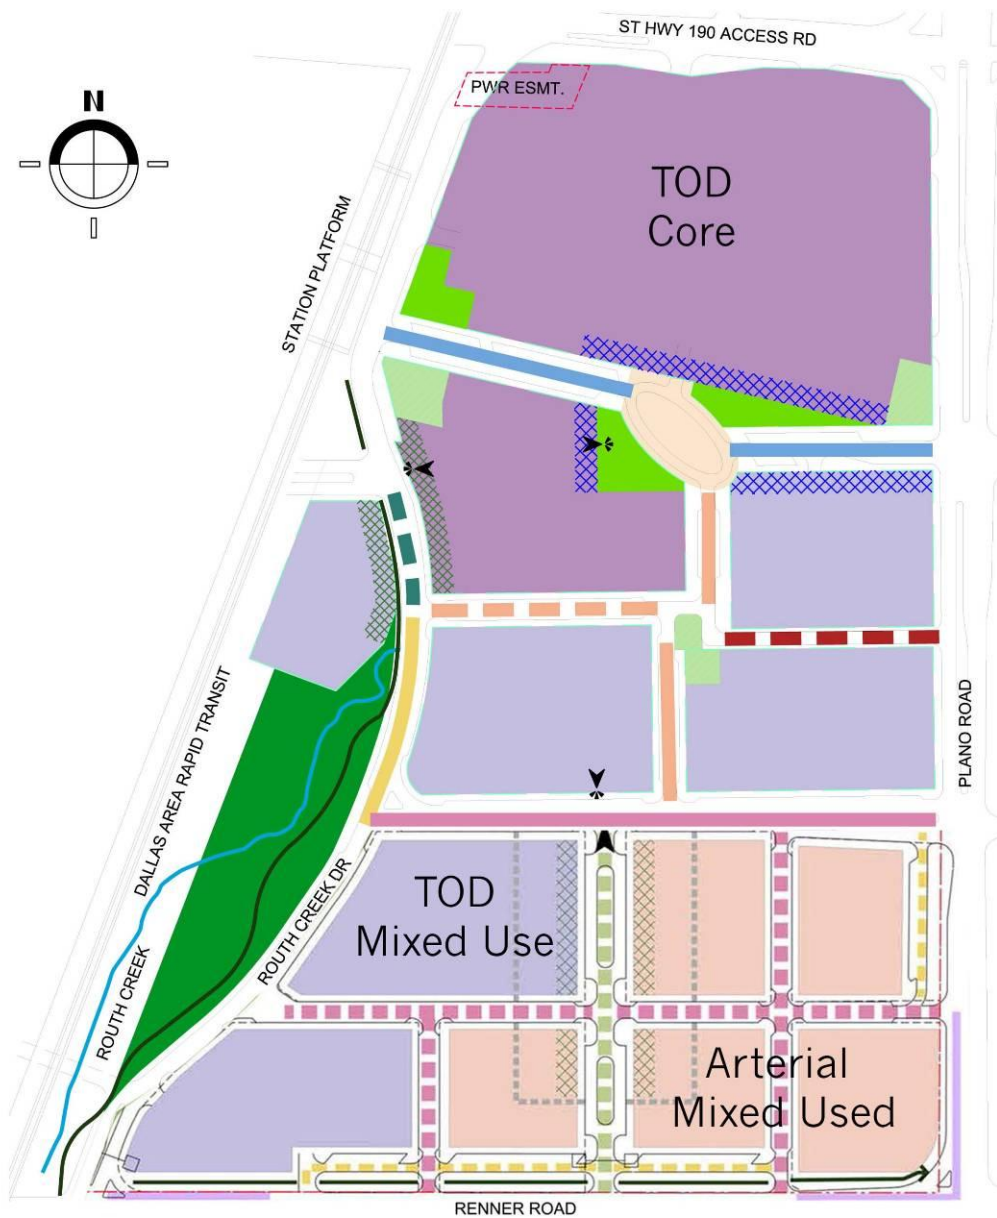 ST HWY 190 ACCESS RD
PWR ESMT.
N
TOD
Core
STATION PLATFORM
DALLAS AREA RAPID TRANSIT
PLANO ROAD
ROUTH CREEK DR
TOD
Mixed Use
ROUTH CREEK
Arterial
Mixed Used
RENNER ROAD